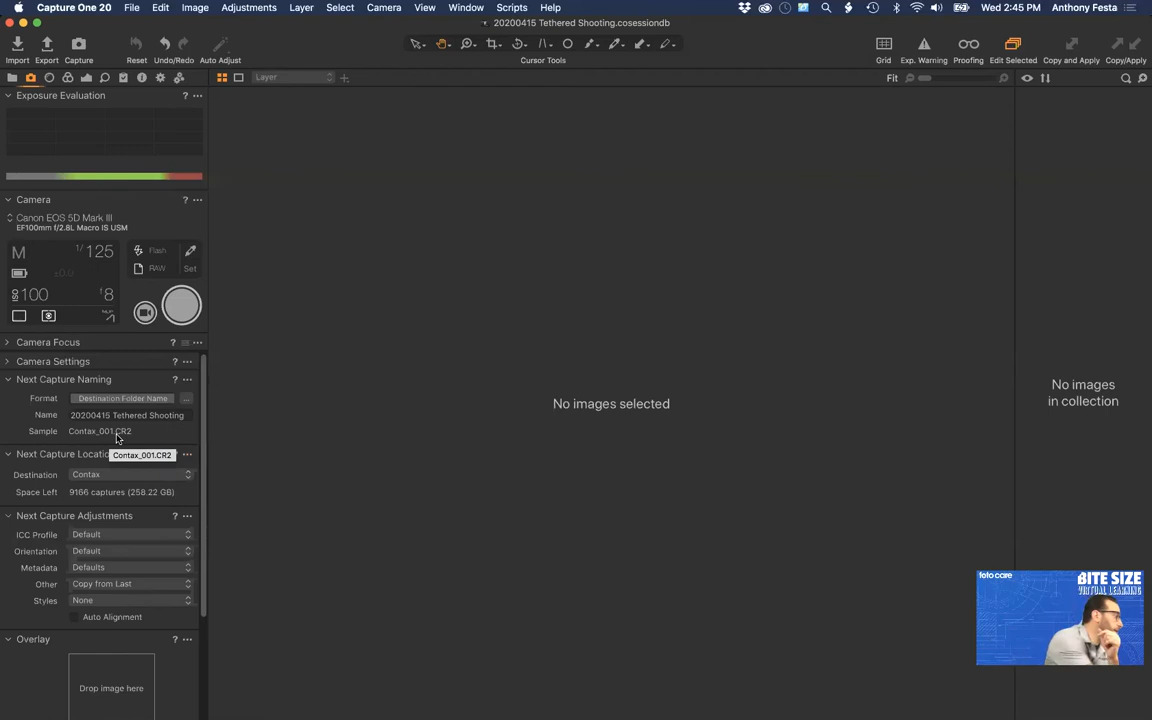 Capture One 20 File Edit Image Adjustments Layer Select Camera View Window Scripts Help Wed 2:45 PM Anthony Festa
20200415 Tethered Shooting.cosessiondb
Import Export Capture Reset Undo/Redo Auto Adjust Cursor Tools Grid Exp. Warning Proofing Edit Selected Copy and Apply Copy/Apply
Layer Fit
Exposure Evaluation ? ...
Camera ? ...
Canon EOS 5D Mark III
EF100mm f/2.8L Macro IS USM
M 1/125 Flash
±0.0 RAW Set
ISO 100 f8
Camera Focus ? ...
Camera Settings ? ...
Next Capture Naming ? ...
Format Destination Folder Name ...
Name 20200415 Tethered Shooting
Sample Contax_001.CR2
Next Capture Locatio Contax_001.CR2 ...
Destination Contax
Space Left 9166 captures (258.22 GB)
Next Capture Adjustments ? ...
ICC Profile Default
Orientation Default
Metadata Defaults
Other Copy from Last
Styles None
Auto Alignment
Overlay ? ...
Drop image here
No images selected
No images
in collection
foto care
BITE SIZE
VIRTUAL LEARNING